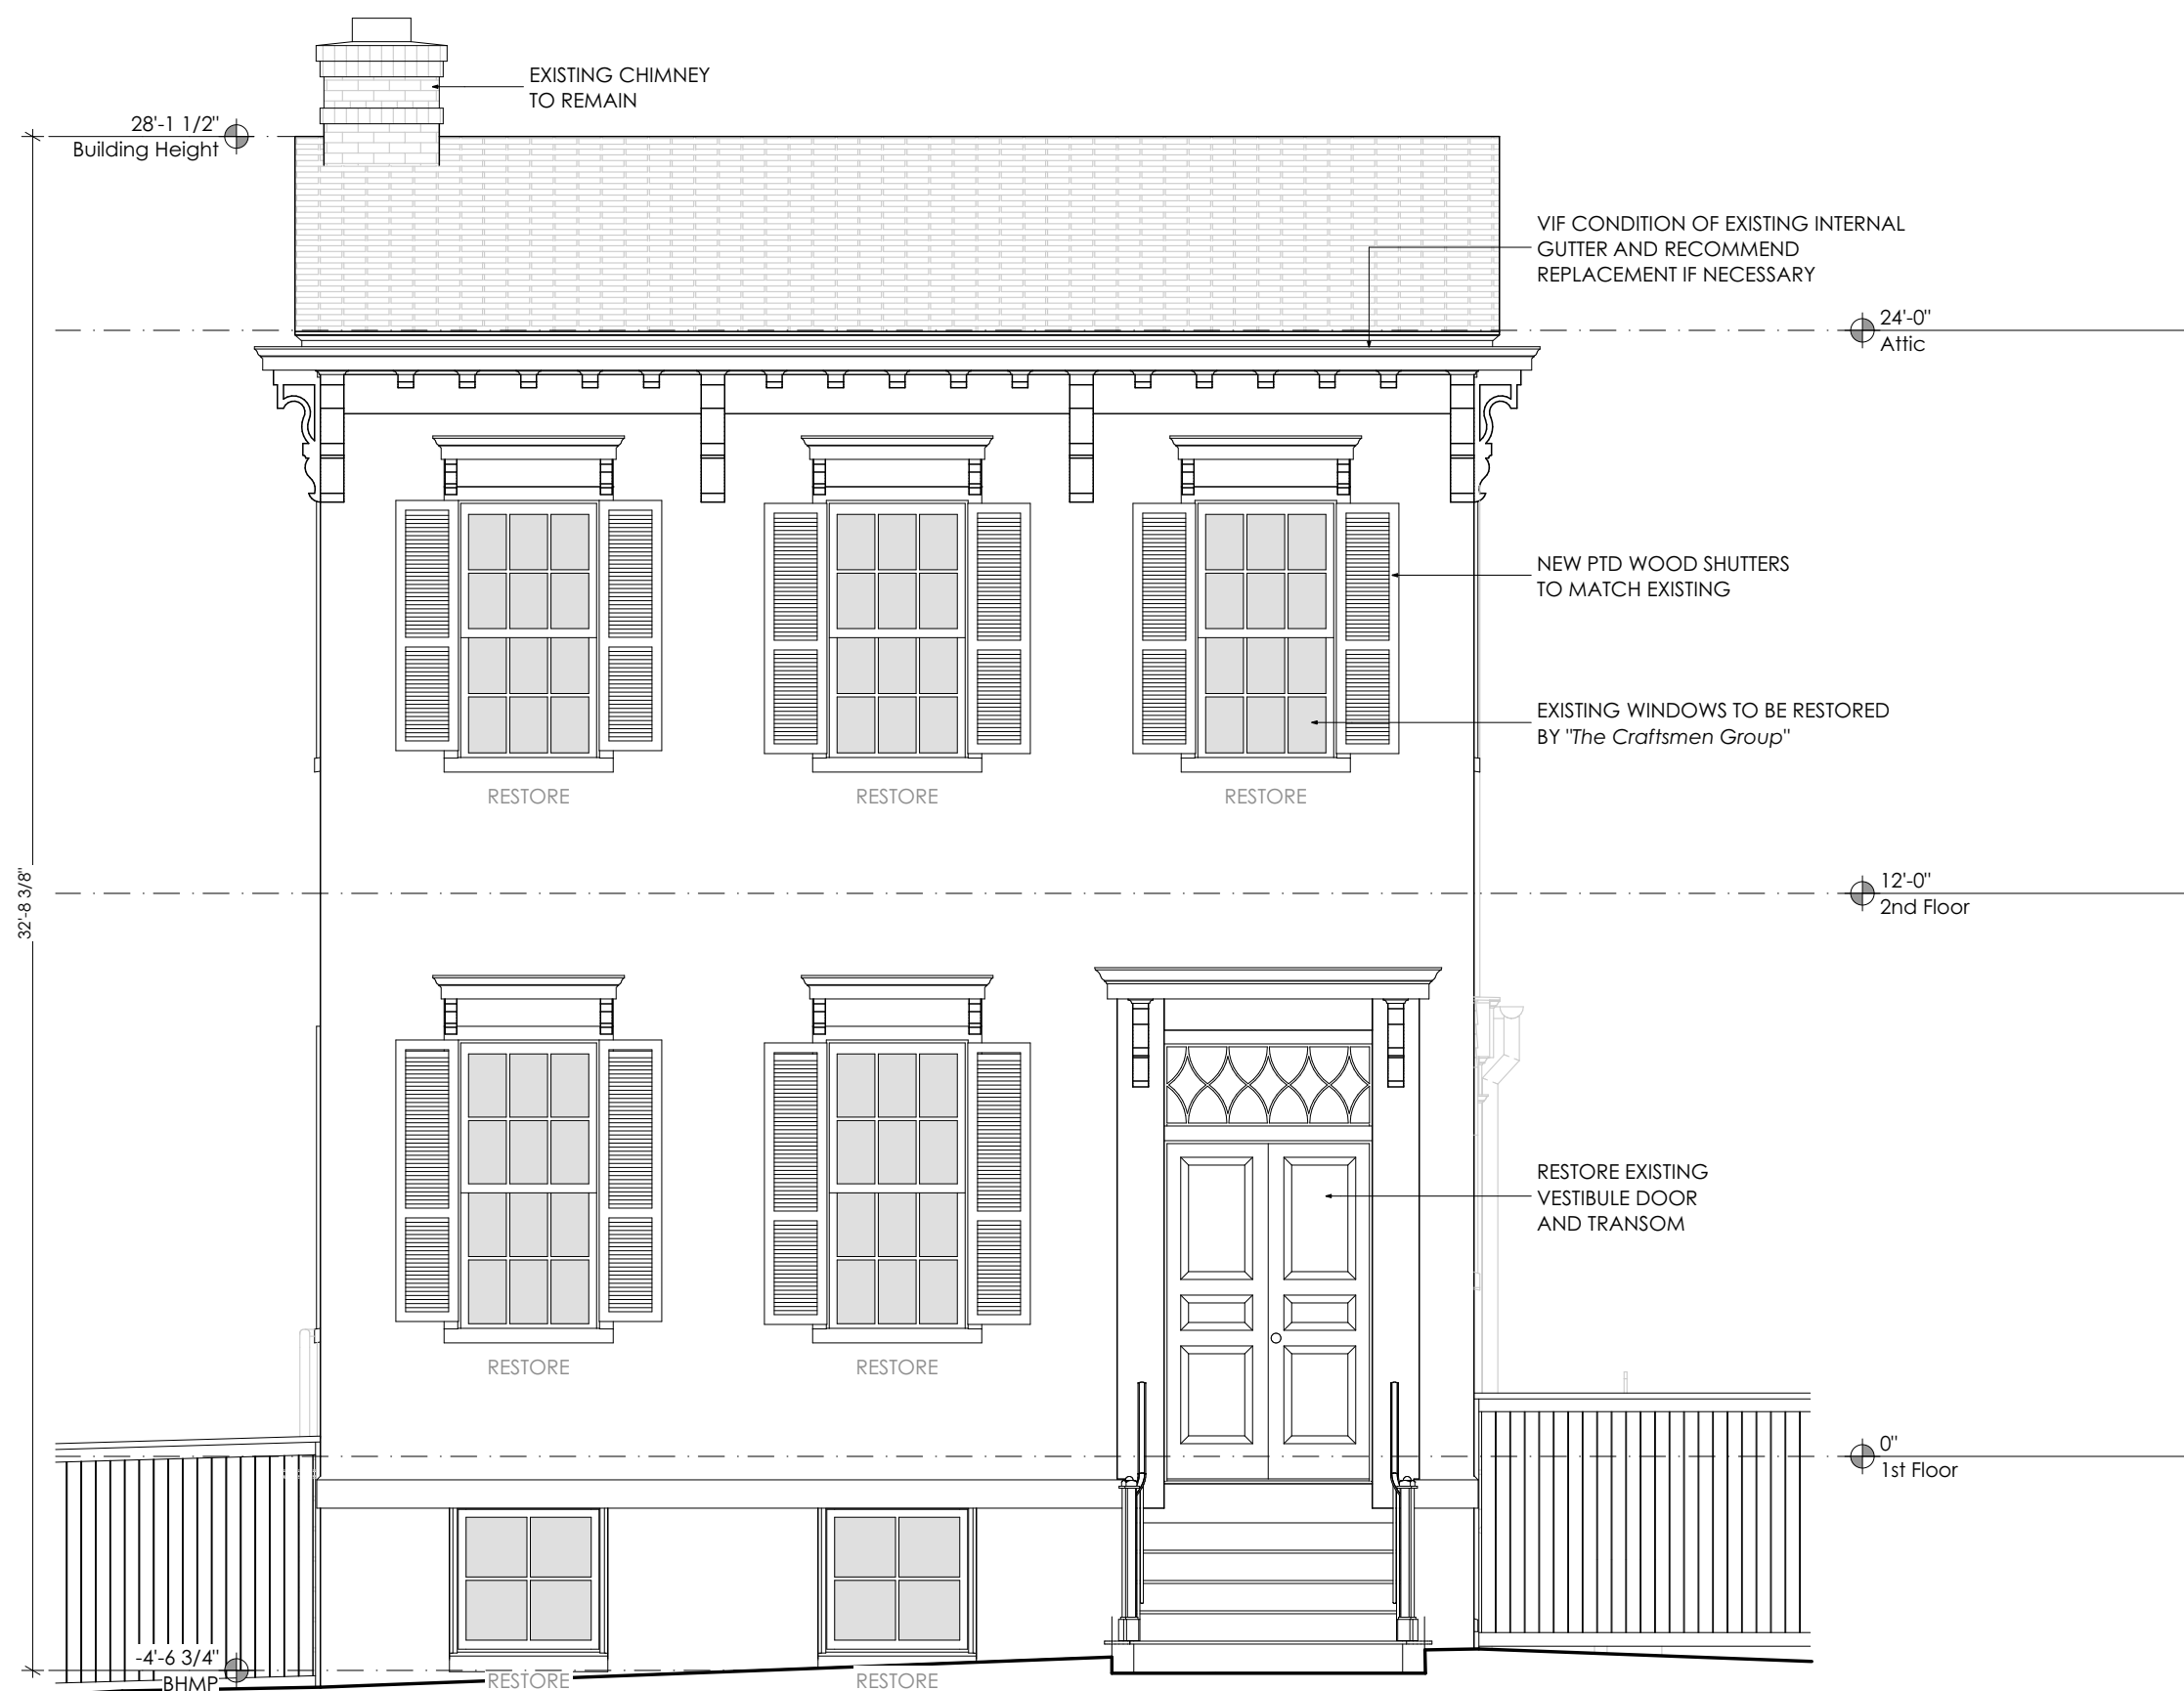 EXISTING CHIMNEY
TO REMAIN
28'-1 1/2"
Building Height
VIF CONDITION OF EXISTING INTERNAL
GUTTER AND RECOMMEND
REPLACEMENT IF NECESSARY
24'-0"
Attic
NEW PTD WOOD SHUTTERS
TO MATCH EXISTING
EXISTING WINDOWS TO BE RESTORED
BY "The Craftsmen Group"
RESTORE
RESTORE
RESTORE
32'-8 3/8"
12'-0"
2nd Floor
RESTORE EXISTING
VESTIBULE DOOR
AND TRANSOM
RESTORE
RESTORE
0"
1st Floor
-4'-6 3/4"
BHMP
RESTORE
RESTORE